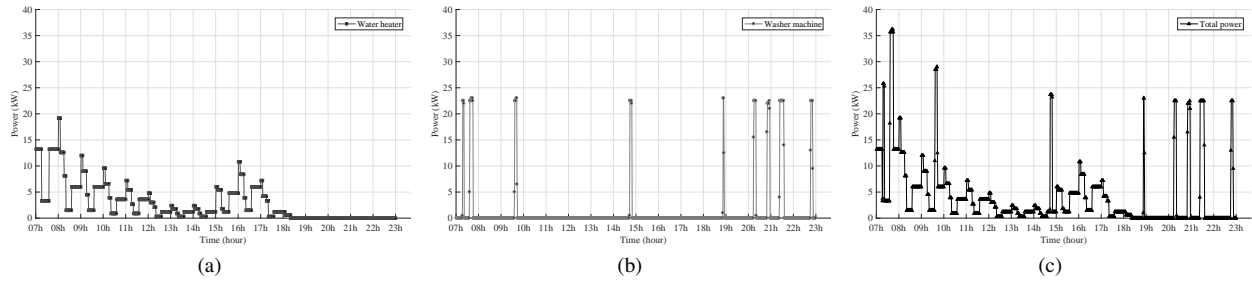 40
35
30
25
20
15
10
5
0
Power (kW)
07h 08h 09h 10h 11h 12h 13h 14h 15h 16h 17h 18h 19h 20h 21h 22h 23h
Time (hour)
Water heater
(a)
40
35
30
25
20
15
10
5
0
Power (kW)
07h 08h 09h 10h 11h 12h 13h 14h 15h 16h 17h 18h 19h 20h 21h 22h 23h
Time (hour)
Washer machine
(b)
40
35
30
25
20
15
10
5
0
Power (kW)
07h 08h 09h 10h 11h 12h 13h 14h 15h 16h 17h 18h 19h 20h 21h 22h 23h
Time (hour)
Total power
(c)